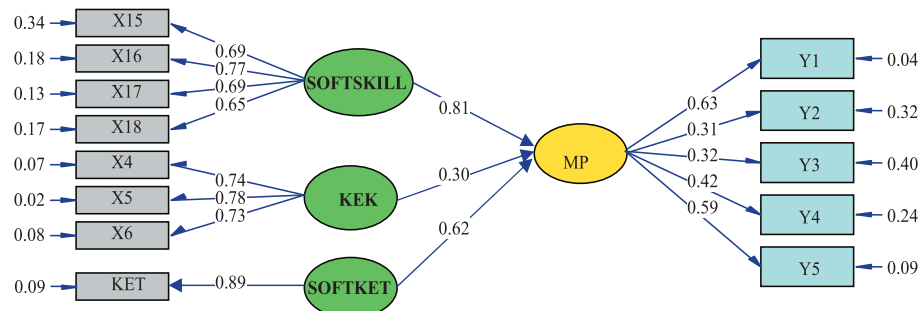 0.34 X15
0.69
0.18 X16
0.77
0.13 X17
0.69
0.17 X18
0.65
SOFTSKILL
0.81
0.07 X4
0.74
0.02 X5
0.78
0.08 X6
0.73
KEK
0.30
0.09 KET
0.89
SOFTKET
0.62
MP
0.63
Y1 0.04
0.31
Y2 0.32
0.32
Y3 0.40
0.42
Y4 0.24
0.59
Y5 0.09